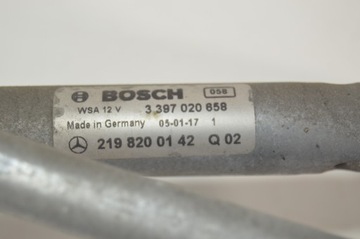 BOSCH 058
WSA 12 V 3 397 020 658
Made in Germany 05-01-17 1
219 820 01 42 Q 02